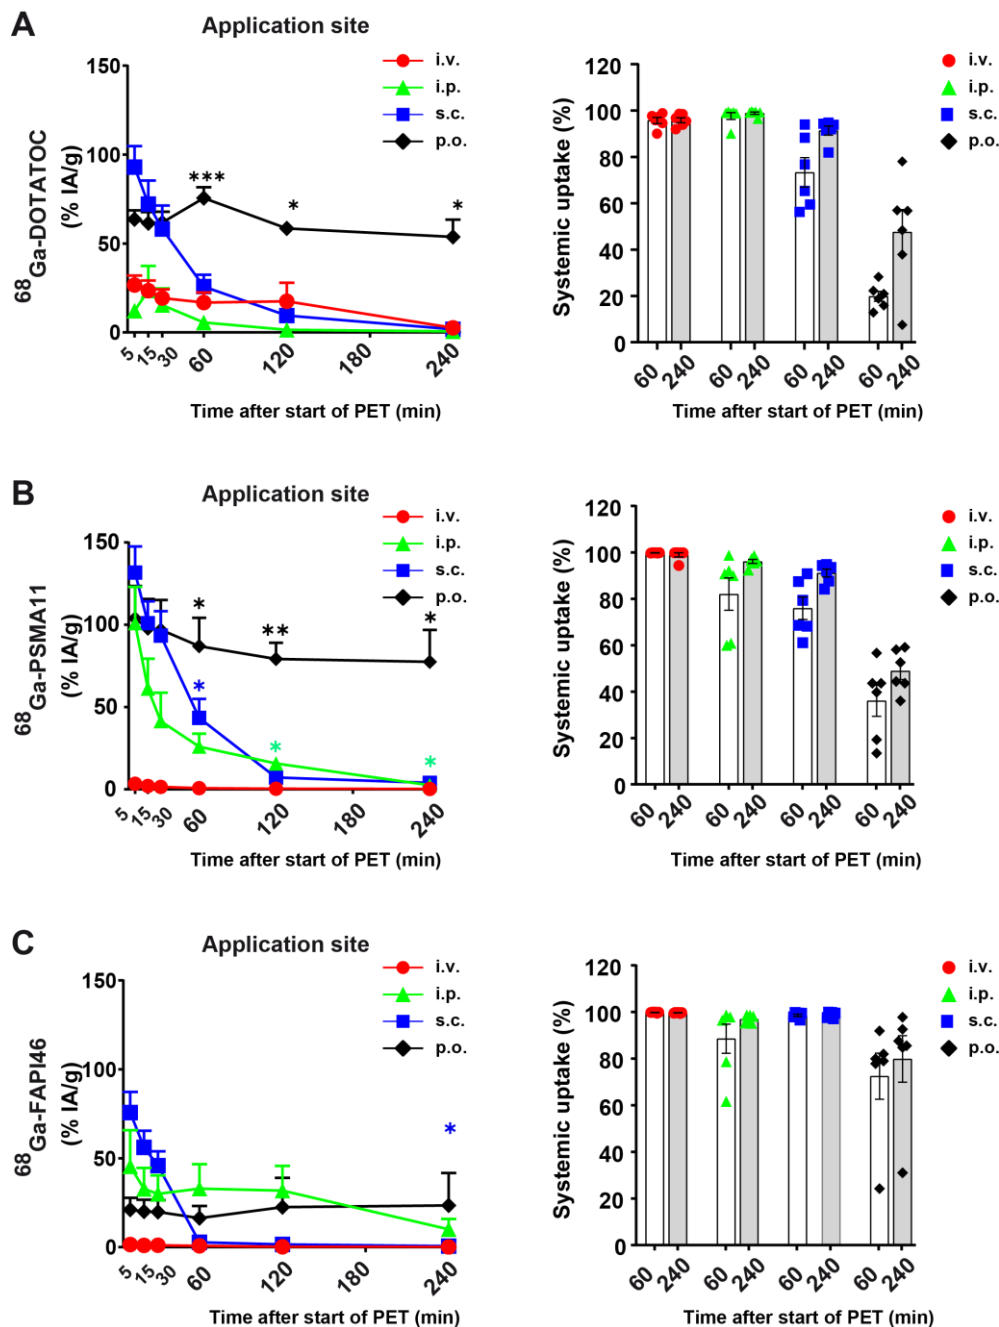 A
Application site
68Ga-DOTATOC
(% IA/g)
150
100
50
0
5 15 30 60 120 180 240
Time after start of PET (min)
i.v.
i.p.
s.c.
p.o.
*** * *
Systemic uptake (%)
120
100
80
60
40
20
0
60 240 60 240 60 240 60 240
Time after start of PET (min)
i.v.
i.p.
s.c.
p.o.
B
Application site
68Ga-PSMA11
(% IA/g)
150
100
50
0
5 15 30 60 120 180 240
Time after start of PET (min)
i.v.
i.p.
s.c.
p.o.
* ** *
*
* *
Systemic uptake (%)
120
100
80
60
40
20
0
60 240 60 240 60 240 60 240
Time after start of PET (min)
i.v.
i.p.
s.c.
p.o.
C
Application site
68Ga-FAPI46
(% IA/g)
150
100
50
0
5 15 30 60 120 180 240
Time after start of PET (min)
i.v.
i.p.
s.c.
p.o.
*
Systemic uptake (%)
120
100
80
60
40
20
0
60 240 60 240 60 240 60 240
Time after start of PET (min)
i.v.
i.p.
s.c.
p.o.